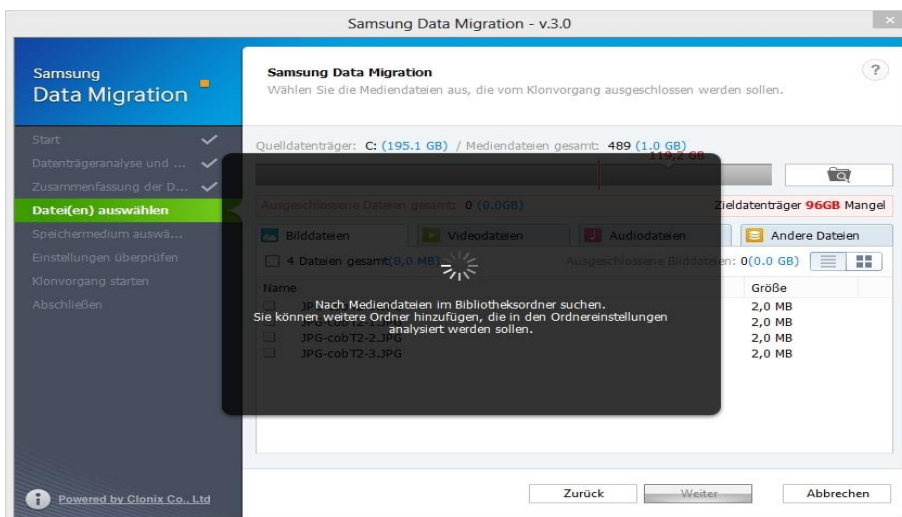 Samsung Data Migration - v.3.0
Samsung
Data Migration
Start
Datenträgeranalyse und ...
Zusammenfassung der D...
Datei(en) auswählen
Speichermedium auswä...
Einstellungen überprüfen
Klonvorgang starten
Abschließen
Powered by Clonix Co., Ltd
Samsung Data Migration
Wählen Sie die Mediendateien aus, die vom Klonvorgang ausgeschlossen werden sollen.
?
Quelldatenträger: C: (195.1 GB) / Mediendateien gesamt: 489 (1.0 GB)
119,2 GB
Ausgeschlossene Dateien gesamt: 0 (0.0GB)
Zieldatenträger 96GB Mangel
Bilddateien
Videodateien
Audiodateien
Andere Dateien
4 Dateien gesamt(8,0 MB)
Ausgeschlossene Bilddateien: 0(0.0 GB)
Name
Größe
Nach Mediendateien im Bibliotheksordner suchen.
Sie können weitere Ordner hinzufügen, die in den Ordnereinstellungen
analysiert werden sollen.
2,0 MB
JPG-cobT2-1.JPG
2,0 MB
JPG-cobT2-2.JPG
2,0 MB
JPG-cobT2-3.JPG
2,0 MB
Zurück
Weiter
Abbrechen